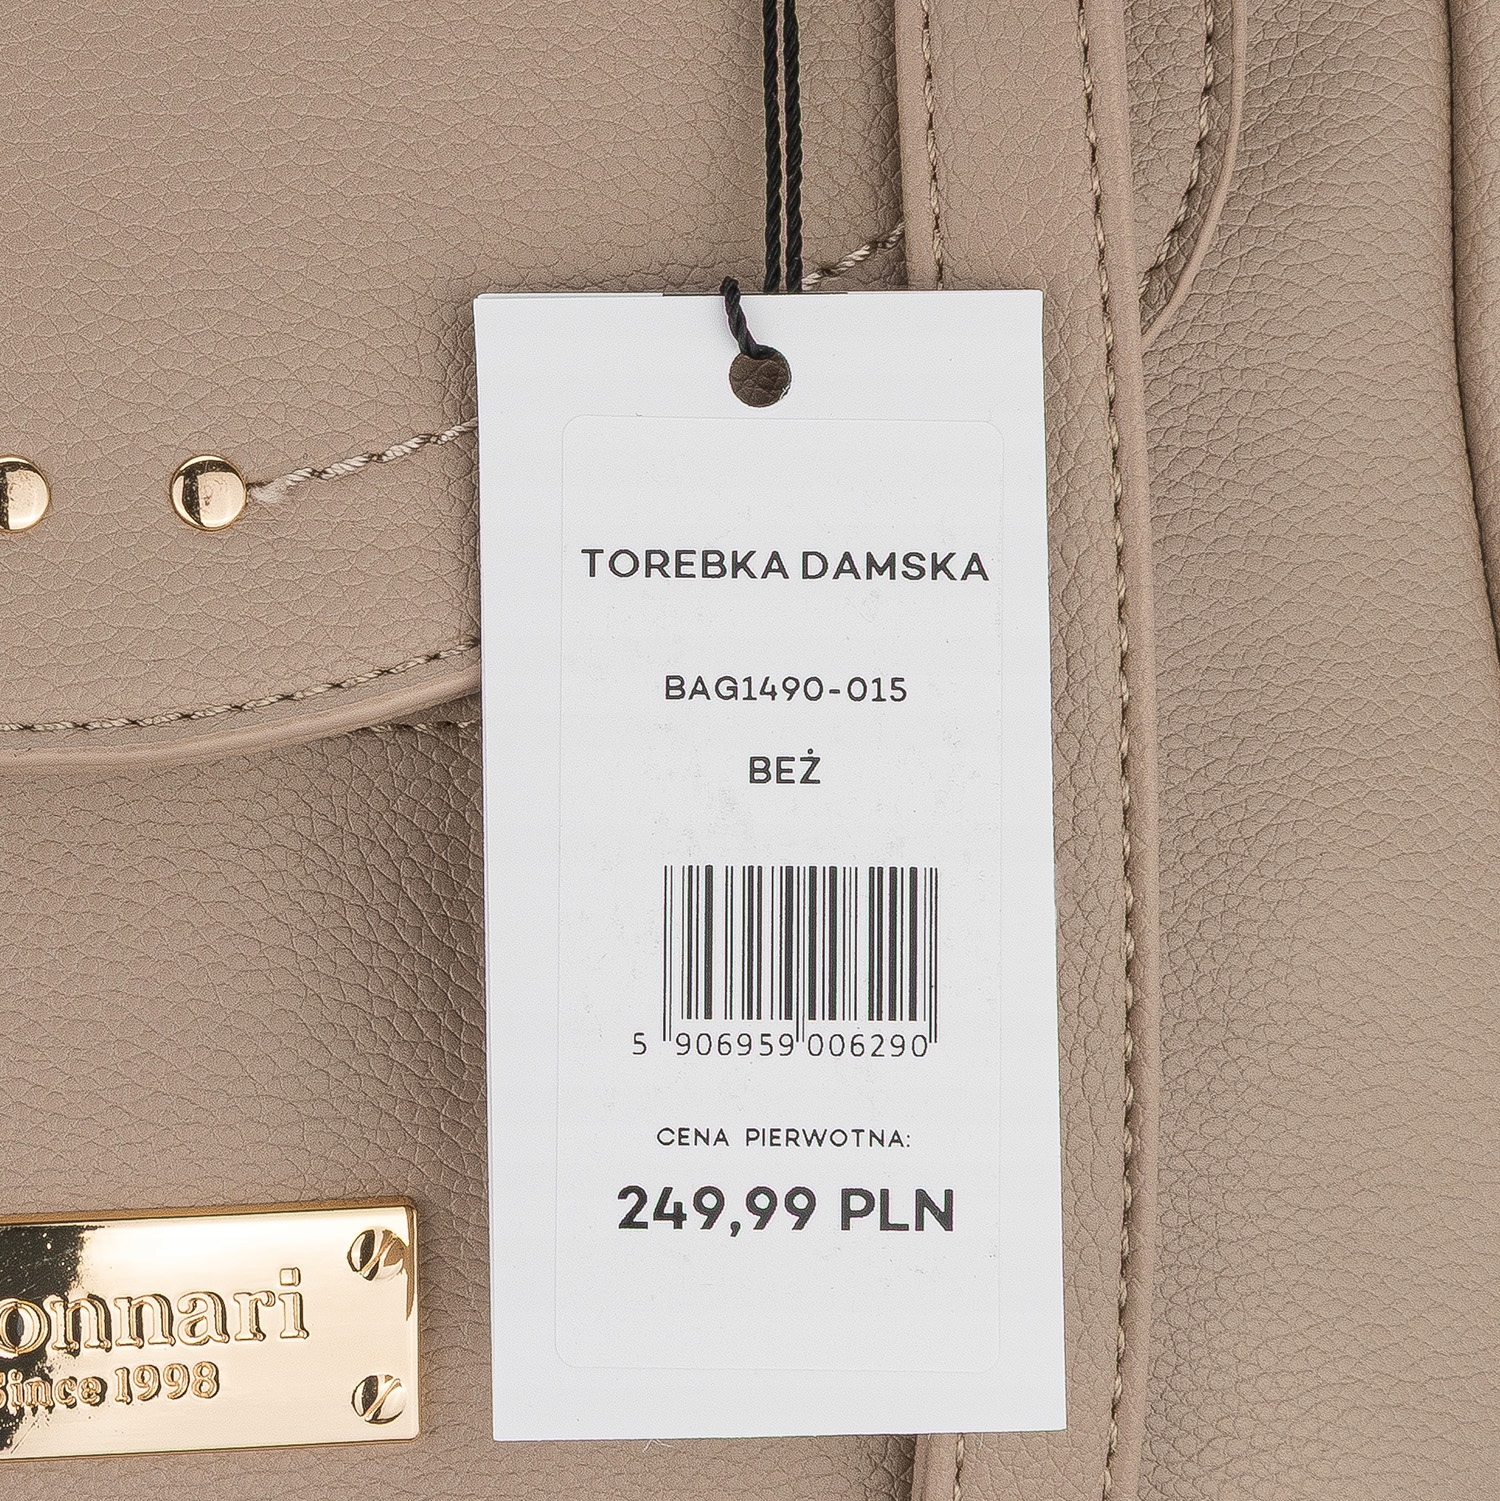 TOREBKA DAMSKA
BAG1490-015
BEŻ
5 906959 006290
CENA PIERWOTNA:
249,99 PLN
onnari
Since 1998